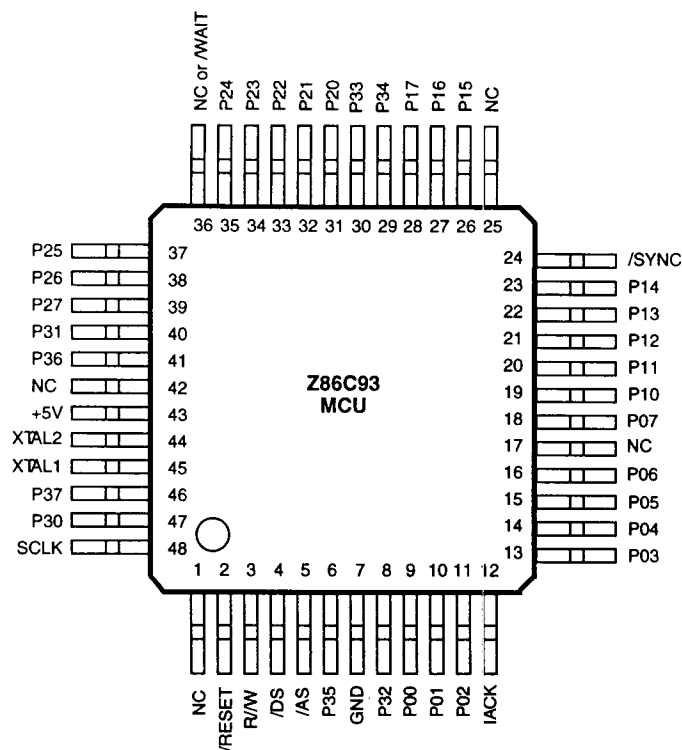 NC or /WAIT P24 P23 P22 P21 P20 P33 P34 P17 P16 P15 NC
36 35 34 33 32 31 30 29 28 27 26 25
P25 37
P26 38
P27 39
P31 40
P36 41
NC 42
+5V 43
XTAL2 44
XTAL1 45
P37 46
P30 47
SCLK 48
Z86C93
MCU
24 /SYNC
23 P14
22 P13
21 P12
20 P11
19 P10
18 P07
17 NC
16 P06
15 P05
14 P04
13 P03
1 2 3 4 5 6 7 8 9 10 11 12
NC /RESET R//W /DS /AS P35 GND P32 P00 P01 P02 IACK